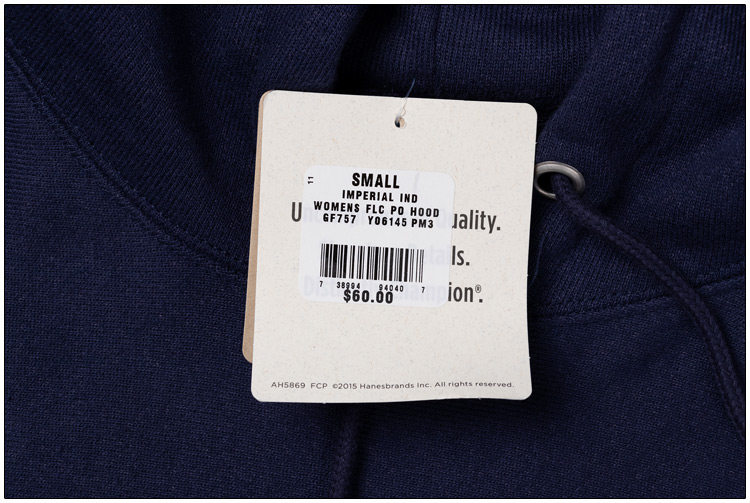 11
SMALL
IMPERIAL IND
WOMENS FLC PO HOOD
GF757 Y06145 PM3
uality.
ls.
ion®.
7 38994 94040 7
$60.00
AH5869 FCP ©2015 Hanesbrands Inc. All rights reserved.